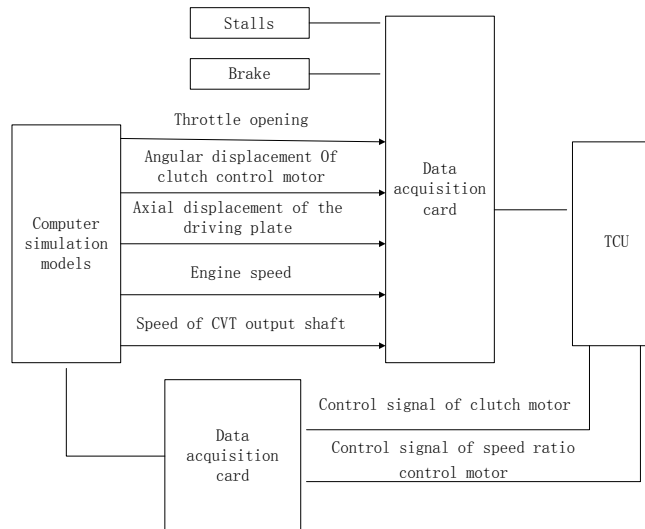 Stalls
Brake
Throttle opening
Angular displacement Of
clutch control motor
Axial displacement of the
driving plate
Engine speed
Speed of CVT output shaft
Computer
simulation
models
Data
acquisition
card
TCU
Control signal of clutch motor
Control signal of speed ratio
control motor
Data
acquisition
card